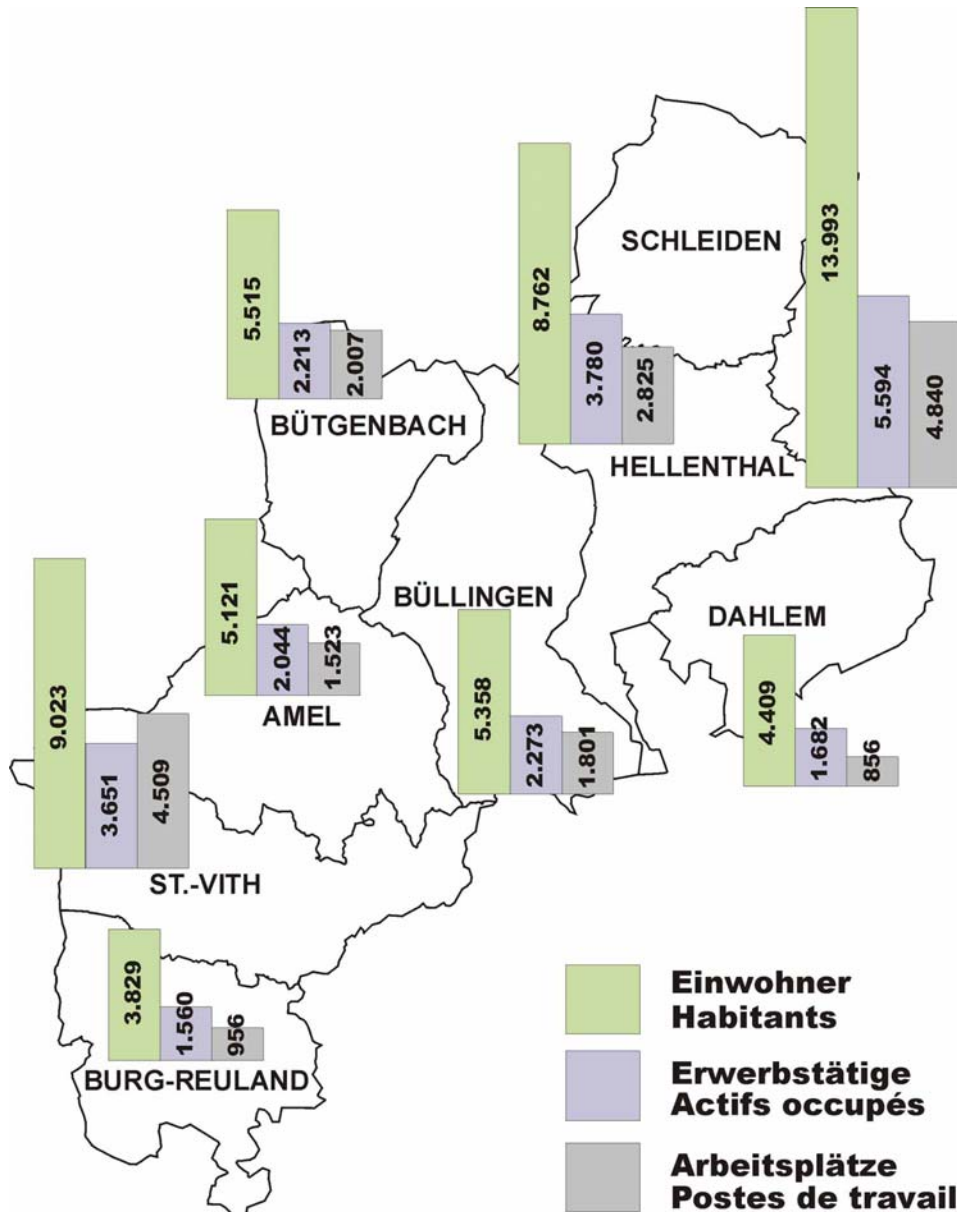 13.993
5.594
4.840
SCHLEIDEN
8.762
3.780
2.825
HELLENTHAL
5.515
2.213
2.007
BÜTGENBACH
5.121
2.044
1.523
AMEL
BÜLLINGEN
5.358
2.273
1.801
DAHLEM
4.409
1.682
856
9.023
3.651
4.509
ST.-VITH
3.829
1.560
956
BURG-REULAND
Einwohner
Habitants
Erwerbstätige
Actifs occupés
Arbeitsplätze
Postes de travail